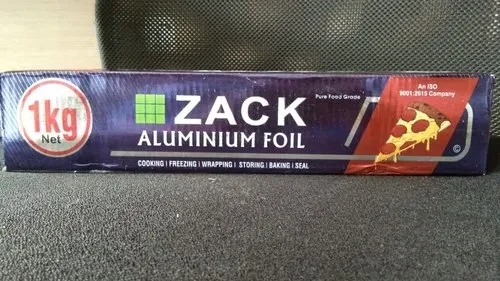 1kg
Net
ZACK
ALUMINIUM FOIL
COOKING | FREEZING | WRAPPING | STORING | BAKING | SEAL
Pure Food Grade
An ISO
9001:2015 Company
©